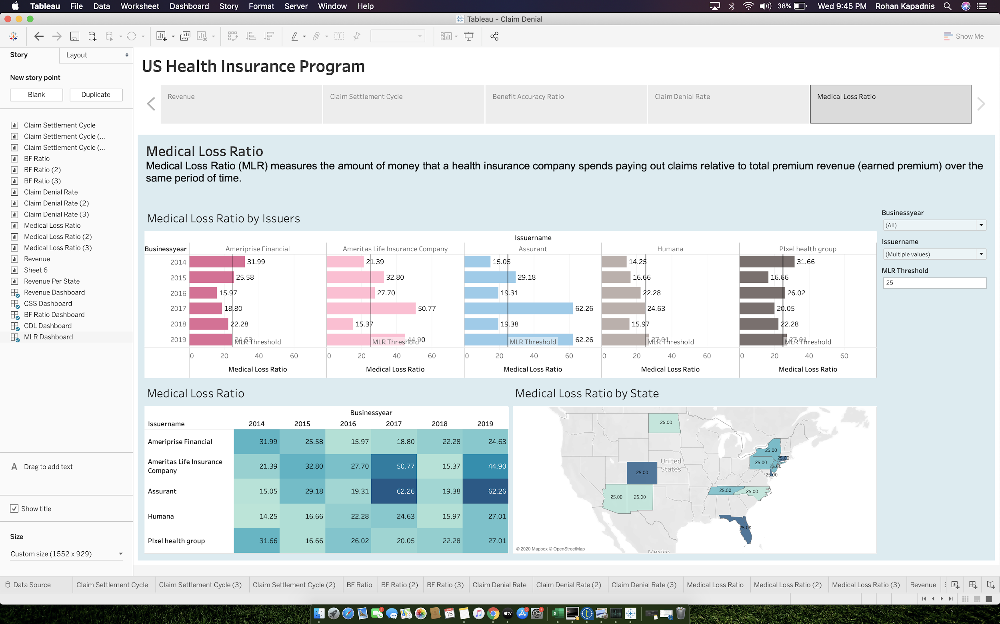 Tableau File Data Worksheet Dashboard Story Format Server Window Help
38% Wed 9:45 PM Rohan Kapadnis
Tableau - Claim Denial
Show Me
Story Layout
New story point
Blank Duplicate
Claim Settlement Cycle
Claim Settlement Cycle (...
Claim Settlement Cycle (...
BF Ratio
BF Ratio (2)
BF Ratio (3)
Claim Denial Rate
Claim Denial Rate (2)
Claim Denial Rate (3)
Medical Loss Ratio
Medical Loss Ratio (2)
Medical Loss Ratio (3)
Revenue
Sheet 6
Revenue Per State
Revenue Dashboard
CSS Dashboard
BF Ratio Dashboard
CDL Dashboard
MLR Dashboard
A Drag to add text
Show title
Size
Custom size (1552 x 929)
US Health Insurance Program
Revenue Claim Settlement Cycle Benefit Accuracy Ratio Claim Denial Rate Medical Loss Ratio
Medical Loss Ratio
Medical Loss Ratio (MLR) measures the amount of money that a health insurance company spends paying out claims relative to total premium revenue (earned premium) over the
same period of time.
Medical Loss Ratio by Issuers
Issuername
Businessyear Ameriprise Financial Ameritas Life Insurance Company Assurant Humana PIxel health group
2014 31.99 21.39 15.05 14.25 31.66
2015 25.58 32.80 29.18 16.66 16.66
2016 15.97 27.70 19.31 22.28 26.02
2017 18.80 50.77 62.26 24.63 20.05
2018 22.28 15.37 19.38 15.97 22.28
2019 24.63 44.90 62.26 27.01 27.01
MLR Threshold MLR Threshold MLR Threshold MLR Threshold MLR Threshold
0 20 40 60 0 20 40 60 0 20 40 60 0 20 40 60 0 20 40 60
Medical Loss Ratio Medical Loss Ratio Medical Loss Ratio Medical Loss Ratio Medical Loss Ratio
Businessyear
(All)
Issuername
(Multiple values)
MLR Threshold
25
Medical Loss Ratio
Businessyear
Issuername 2014 2015 2016 2017 2018 2019
Ameriprise Financial 31.99 25.58 15.97 18.80 22.28 24.63
Ameritas Life Insurance
Company 21.39 32.80 27.70 50.77 15.37 44.90
Assurant 15.05 29.18 19.31 62.26 19.38 62.26
Humana 14.25 16.66 22.28 24.63 15.97 27.01
PIxel health group 31.66 16.66 26.02 20.05 22.28 27.01
Medical Loss Ratio by State
25.00
25.00
25.00
25.00
25.00
25.00
25.00
United
States
25.00
25.00 25.00
25.00 25.00
25.00
Mexico
© 2020 Mapbox © OpenStreetMap
Data Source Claim Settlement Cycle Claim Settlement Cycle (3) Claim Settlement Cycle (2) BF Ratio BF Ratio (2) BF Ratio (3) Claim Denial Rate Claim Denial Rate (2) Claim Denial Rate (3) Medical Loss Ratio Medical Loss Ratio (2) Medical Loss Ratio (3) Revenue
15
tv